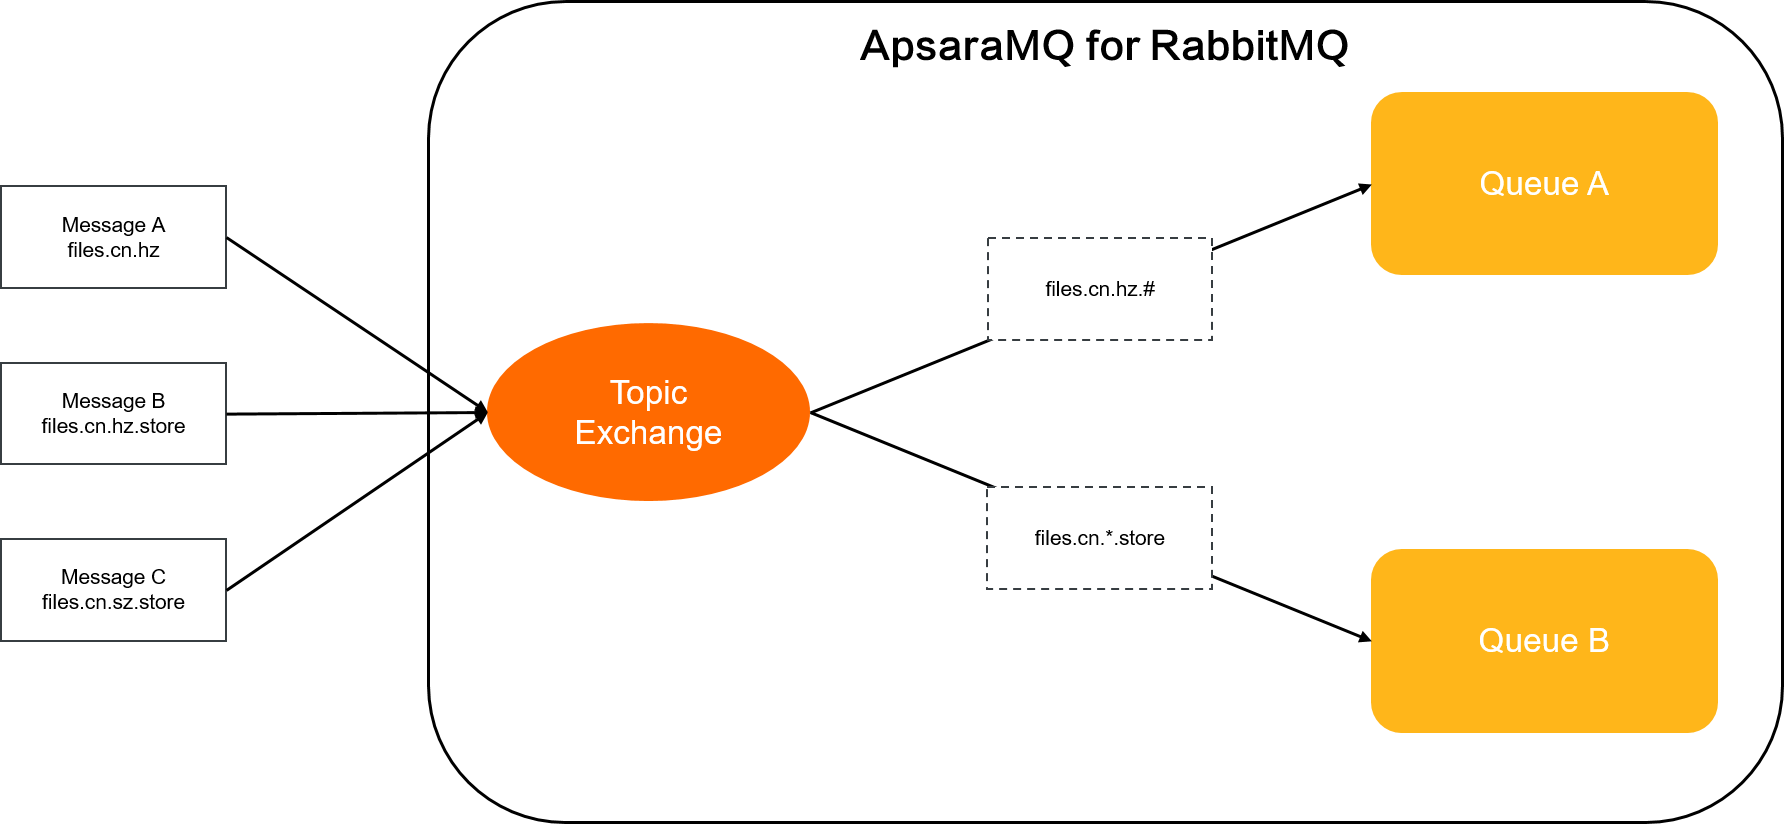 ApsaraMQ for RabbitMQ
Message A
files.cn.hz
Message B
files.cn.hz.store
Message C
files.cn.sz.store
Topic
Exchange
files.cn.hz.#
files.cn.*.store
Queue A
Queue B